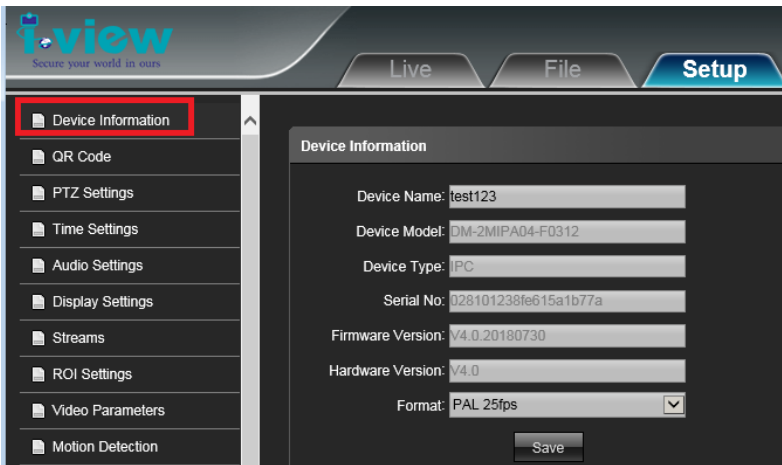 i-view
Secure your world in ours
Live
File
Setup
Device Information
QR Code
PTZ Settings
Time Settings
Audio Settings
Display Settings
Streams
ROI Settings
Video Parameters
Motion Detection
Device Information
Device Name: test123
Device Model: DM-2MIPA04-F0312
Device Type: IPC
Serial No: 028101238fe615a1b77a
Firmware Version: V4.0.20180730
Hardware Version: V4.0
Format: PAL 25fps
Save